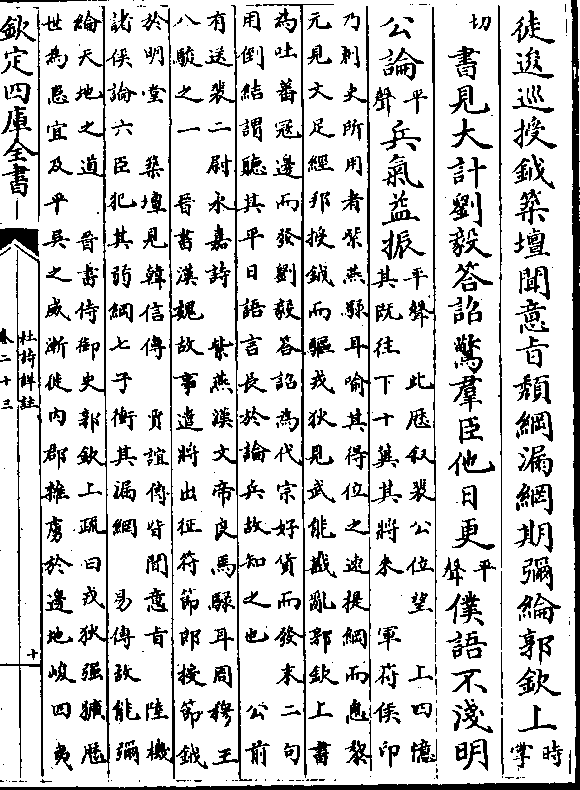 徒遑巡授鉞築壇聞意旨頽綱漏網期彌綸郭欽上時掌
切書見大計劉毅答詔驚羣臣他日更平聲僕語不淺明
公論平聲兵氣益振平聲 此歴叙裴公位望 上四憶
其既往下十冀其將来 軍符侯印
乃刺史所用者紫燕騄耳喻其得位之速提綱而恵黎
元見文足經邦授鉞而驅戎狄見武能戡亂郭欽上書
為吐蕃冦邊而發劉毅答詔為代宗好貨而發末二句
用倒結謂聽其平日語言長於論兵故知之也 公前
有送裴二尉永嘉詩 紫燕漢文帝良馬騄耳周穆王
八駿之一 晉書漢魏故事遣將出征符節郎授節鉞
於明堂 築壇見韓信傳 賈誼傳皆聞意旨 陸機
諸侯論六臣犯其弱綱七子衝其漏網 易傳故能彌
綸天地之道 晉書侍御史郭欽上疏曰戎狄强獷歴
世為患宜及平吳之威漸徙内郡雜虜於邊地峻四夷
欽定四庫全書
杜詩詳註
卷二十三
十